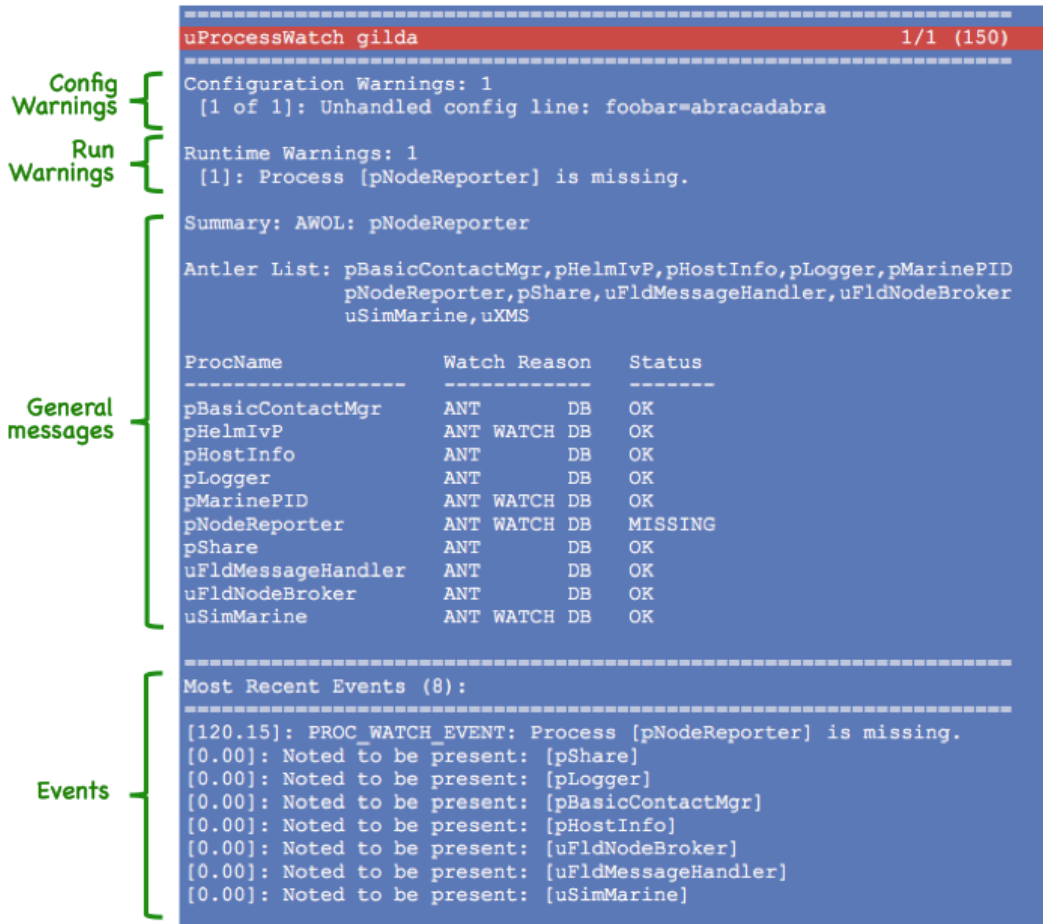 ================================================================
uProcessWatch gilda                                      1/1 (150)
================================================================
Config
Warnings
Configuration Warnings: 1
 [1 of 1]: Unhandled config line: foobar=abracadabra
Run
Warnings
Runtime Warnings: 1
 [1]: Process [pNodeReporter] is missing.
General
messages
Summary: AWOL: pNodeReporter
Antler List: pBasicContactMgr,pHelmIvP,pHostInfo,pLogger,pMarinePID
             pNodeReporter,pShare,uFldMessageHandler,uFldNodeBroker
             uSimMarine,uXMS
ProcName             Watch Reason   Status
------------------   ------------   -------
pBasicContactMgr     ANT       DB   OK
pHelmIvP             ANT WATCH DB   OK
pHostInfo            ANT       DB   OK
pLogger              ANT       DB   OK
pMarinePID           ANT WATCH DB   OK
pNodeReporter        ANT WATCH DB   MISSING
pShare               ANT       DB   OK
uFldMessageHandler   ANT       DB   OK
uFldNodeBroker       ANT       DB   OK
uSimMarine           ANT WATCH DB   OK
================================================================
Most Recent Events (8):
================================================================
Events
[120.15]: PROC_WATCH_EVENT: Process [pNodeReporter] is missing.
[0.00]: Noted to be present: [pShare]
[0.00]: Noted to be present: [pLogger]
[0.00]: Noted to be present: [pBasicContactMgr]
[0.00]: Noted to be present: [pHostInfo]
[0.00]: Noted to be present: [uFldNodeBroker]
[0.00]: Noted to be present: [uFldMessageHandler]
[0.00]: Noted to be present: [uSimMarine]